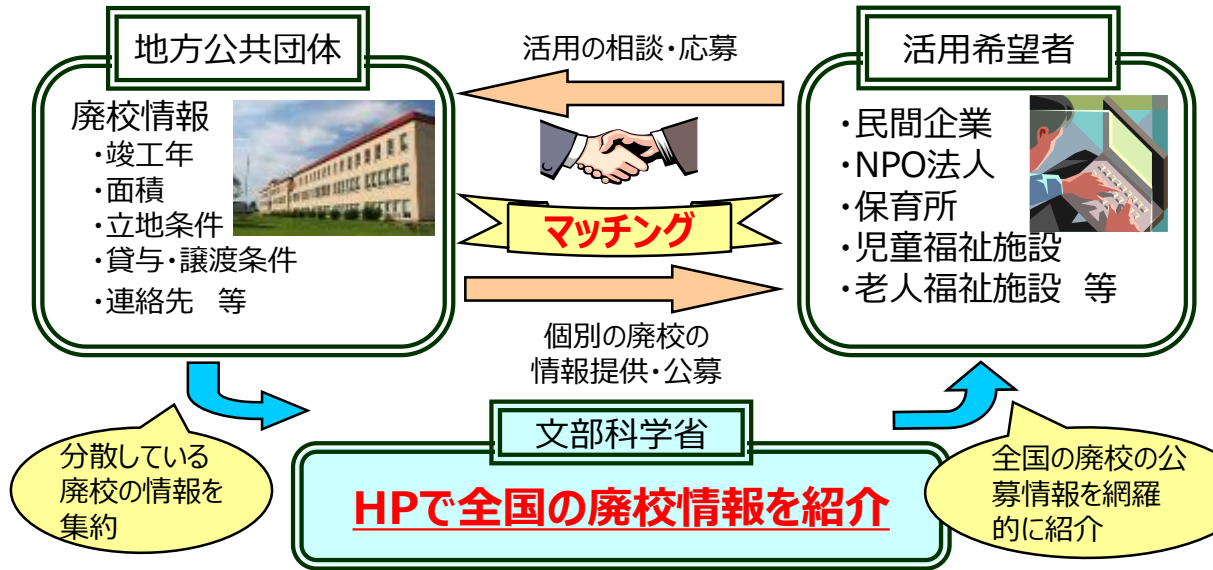 地方公共団体
廃校情報
・竣工年
・面積
・立地条件
・貸与・譲渡条件
・連絡先　等
活用の相談・応募
マッチング
個別の廃校の
情報提供・公募
活用希望者
・民間企業
・NPO法人
・保育所
・児童福祉施設
・老人福祉施設　等
分散している
廃校の情報を
集約
文部科学省
HPで全国の廃校情報を紹介
全国の廃校の公
募情報を網羅
的に紹介